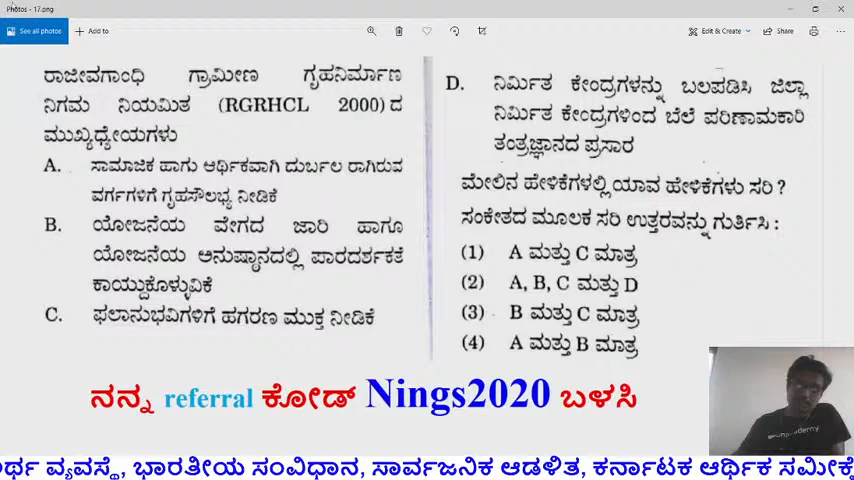 Photos - 17.png
See all photos
Add to
Edit & Create
Share
ರಾಜೀವಗಾಂಧಿ ಗ್ರಾಮೀಣ ಗೃಹನಿರ್ಮಾಣ
ನಿಗಮ ನಿಯಮಿತ (RGRHCL 2000) ದ
ಮುಖ್ಯಧ್ಯೇಯಗಳು
A. ಸಾಮಾಜಿಕ ಹಾಗು ಆರ್ಥಿಕವಾಗಿ ದುರ್ಬಲ ರಾಗಿರುವ
ವರ್ಗಗಳಿಗೆ ಗೃಹಸೌಲಭ್ಯ ನೀಡಿಕೆ
B. ಯೋಜನೆಯ ವೇಗದ ಜಾರಿ ಹಾಗೂ
ಯೋಜನೆಯ ಅನುಷ್ಠಾನದಲ್ಲಿ ಪಾರದರ್ಶಕತೆ
ಕಾಯ್ದುಕೊಳ್ಳುವಿಕೆ
C. ಫಲಾನುಭವಿಗಳಿಗೆ ಹಗರಣ ಮುಕ್ತ ನೀಡಿಕೆ
D. ನಿರ್ಮಿತ ಕೇಂದ್ರಗಳನ್ನು ಬಲಪಡಿಸಿ ಜಿಲ್ಲಾ
ನಿರ್ಮಿತ ಕೇಂದ್ರಗಳಿಂದ ಬೆಲೆ ಪರಿಣಾಮಕಾರಿ
ತಂತ್ರಜ್ಞಾನದ ಪ್ರಸಾರ
ಮೇಲಿನ ಹೇಳಿಕೆಗಳಲ್ಲಿ ಯಾವ ಹೇಳಿಕೆಗಳು ಸರಿ ?
ಸಂಕೇತದ ಮೂಲಕ ಸರಿ ಉತ್ತರವನ್ನು ಗುರ್ತಿಸಿ :
(1) A ಮತ್ತು C ಮಾತ್ರ
(2) A, B, C ಮತ್ತು D
(3) B ಮತ್ತು C ಮಾತ್ರ
(4) A ಮತ್ತು B ಮಾತ್ರ
ನನ್ನ referral ಕೋಡ್ Nings2020 ಬಳಸಿ
ವ್ಯವಸ್ಥೆ, ಭಾರತೀಯ ಸಂವಿಧಾನ, ಸಾರ್ವಜನಿಕ ಆಡಳಿತ, ಕರ್ನಾಟಕ ಆರ್ಥಿಕ